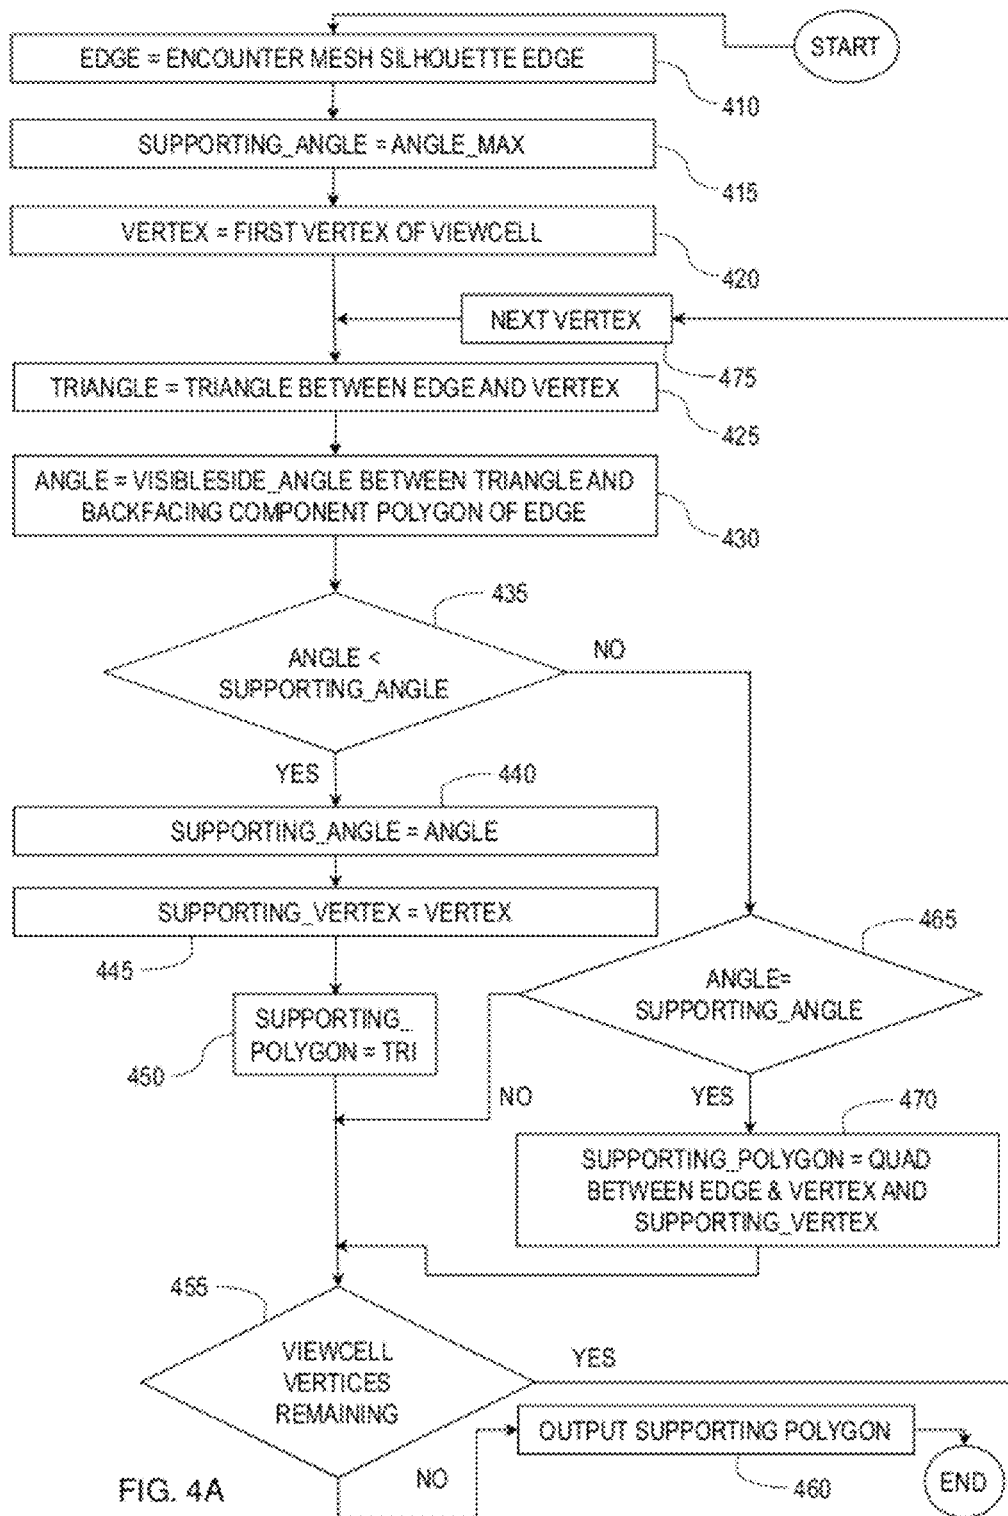 START
EDGE = ENCOUNTER MESH SILHOUETTE EDGE
410
SUPPORTING_ANGLE = ANGLE_MAX
415
VERTEX = FIRST VERTEX OF VIEWCELL
420
NEXT VERTEX
475
TRIANGLE = TRIANGLE BETWEEN EDGE AND VERTEX
425
ANGLE = VISIBLESIDE_ANGLE BETWEEN TRIANGLE AND
BACKFACING COMPONENT POLYGON OF EDGE
430
435
ANGLE <
SUPPORTING_ANGLE
NO
YES
440
SUPPORTING_ANGLE = ANGLE
SUPPORTING_VERTEX = VERTEX
445
465
ANGLE=
SUPPORTING_ANGLE
SUPPORTING_
POLYGON = TRI
450
NO
YES
470
SUPPORTING_POLYGON = QUAD
BETWEEN EDGE & VERTEX AND
SUPPORTING_VERTEX
455
VIEWCELL
VERTICES
REMAINING
YES
OUTPUT SUPPORTING POLYGON
NO
460
END
FIG. 4A